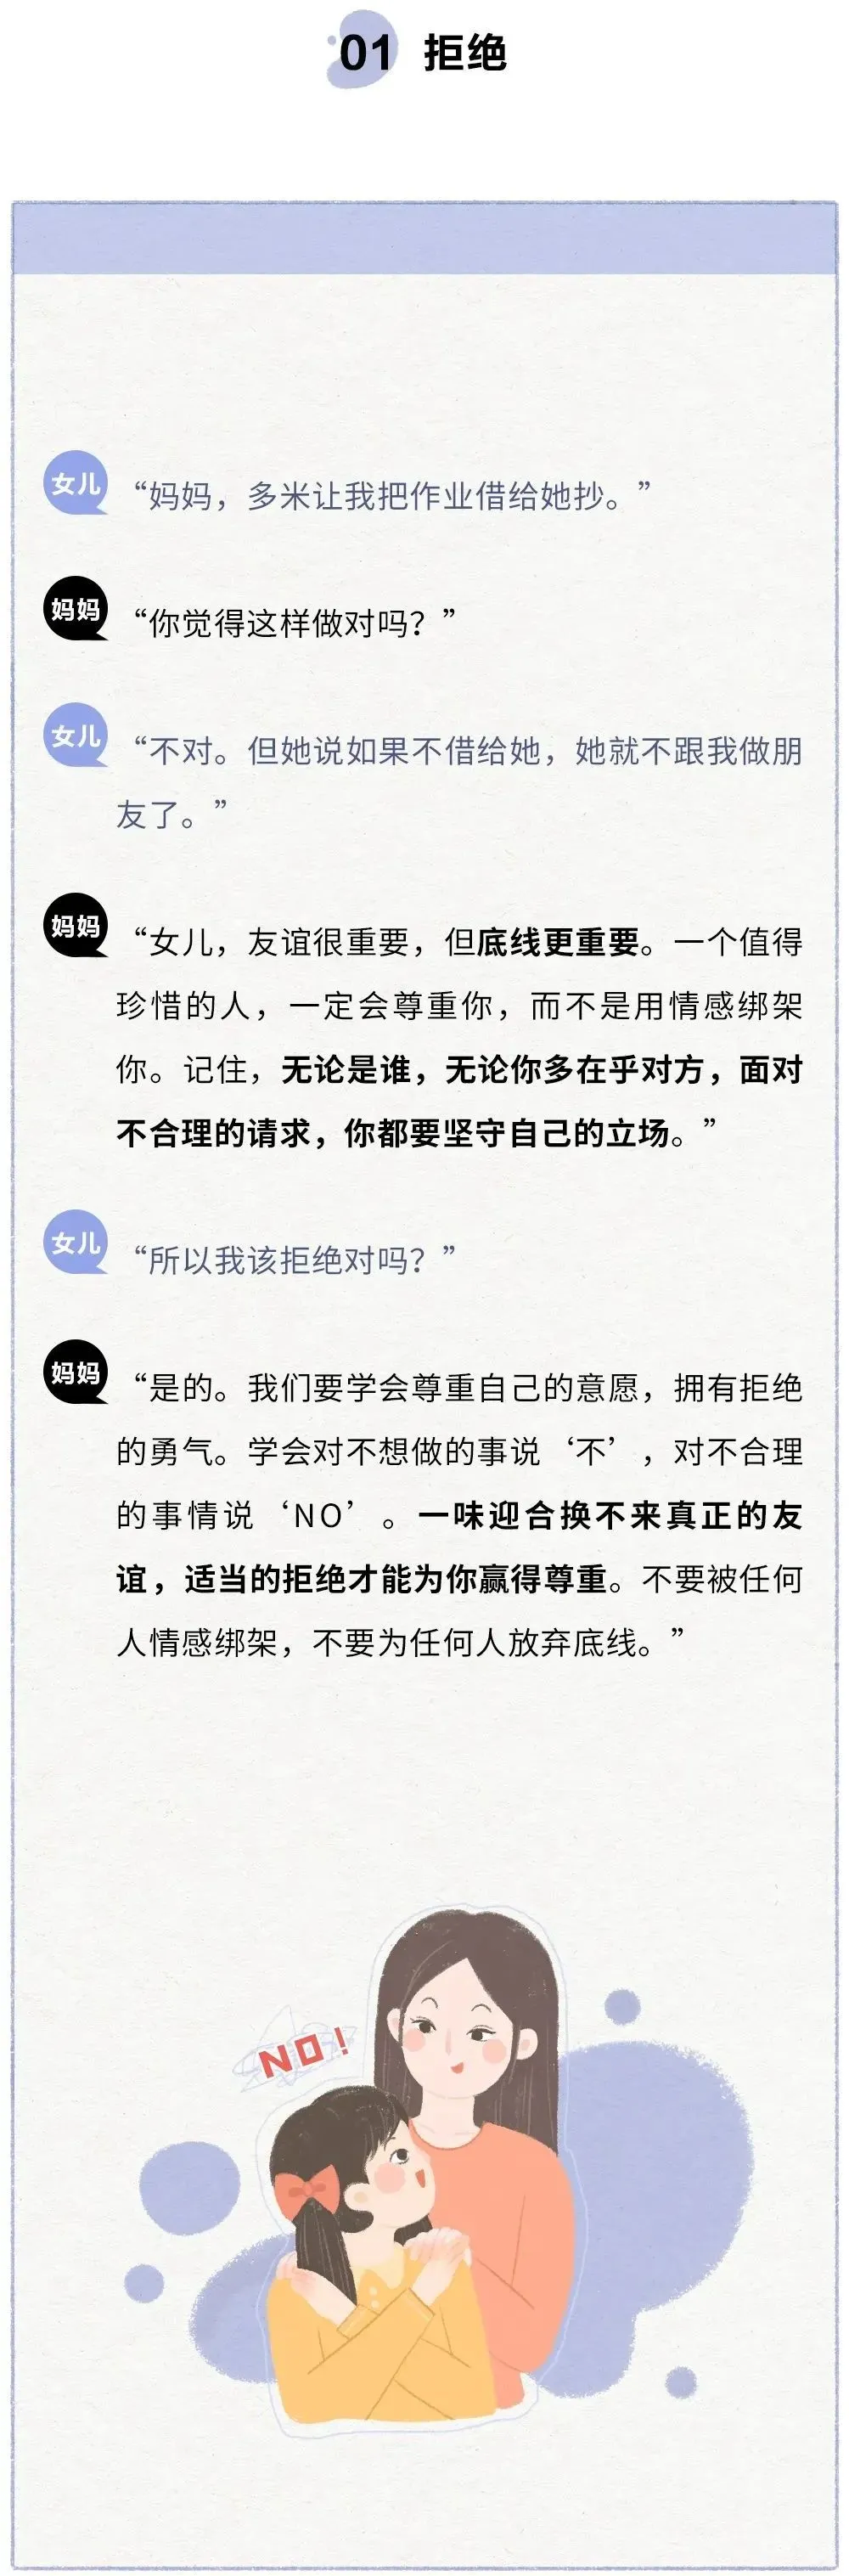 01 拒绝
女儿
“妈妈，多米让我把作业借给她抄。”
妈妈
“你觉得这样做对吗？”
女儿
“不对。但她说如果不借给她，她就不跟我做朋
友了。”
妈妈
“女儿，友谊很重要，但底线更重要。一个值得
珍惜的人，一定会尊重你，而不是用情感绑架
你。记住，无论是谁，无论你多在乎对方，面对
不合理的请求，你都要坚守自己的立场。”
女儿
“所以我该拒绝对吗？”
妈妈
“是的。我们要学会尊重自己的意愿，拥有拒绝
的勇气。学会对不想做的事说‘不’，对不合理
的事情说‘NO’。一味迎合换不来真正的友
谊，适当的拒绝才能为你赢得尊重。不要被任何
人情感绑架，不要为任何人放弃底线。”
NO!